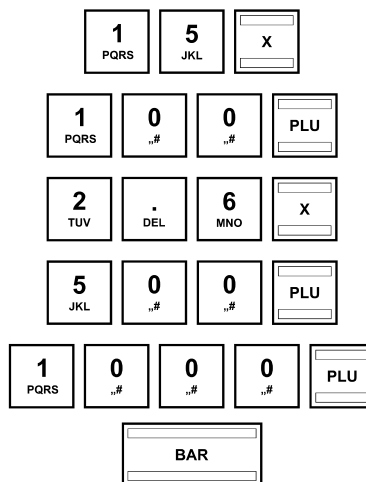 1 5 X
PQRS JKL
1 0 0 PLU
PQRS „# „#
2 . 6 X
TUV DEL MNO
5 0 0 PLU
JKL „# „#
1 0 0 0 PLU
PQRS „# „# „#
BAR